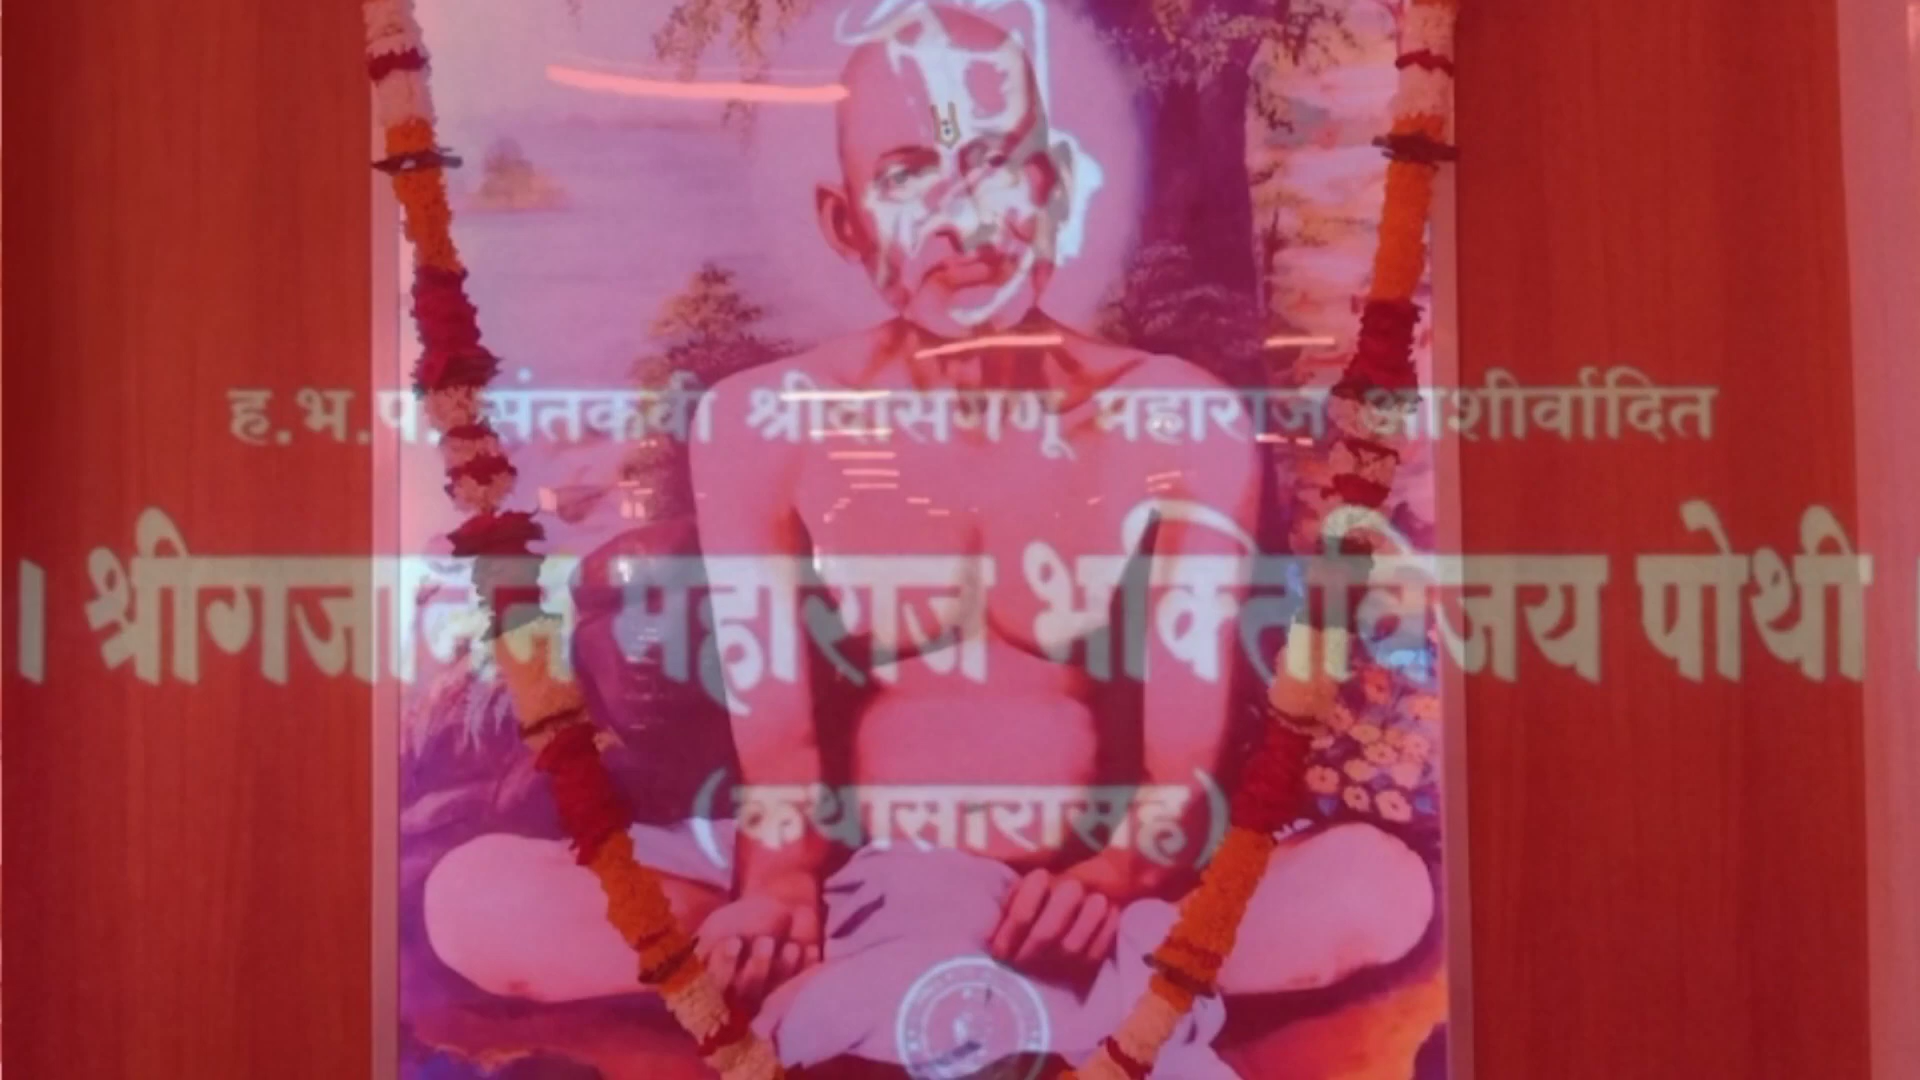 ह.भ.प. संतकवी श्रीदासगणू महाराज आशीर्वादित
। श्रीगजानन महाराज भक्तिविजय पोथी ।
(कथासारासह)